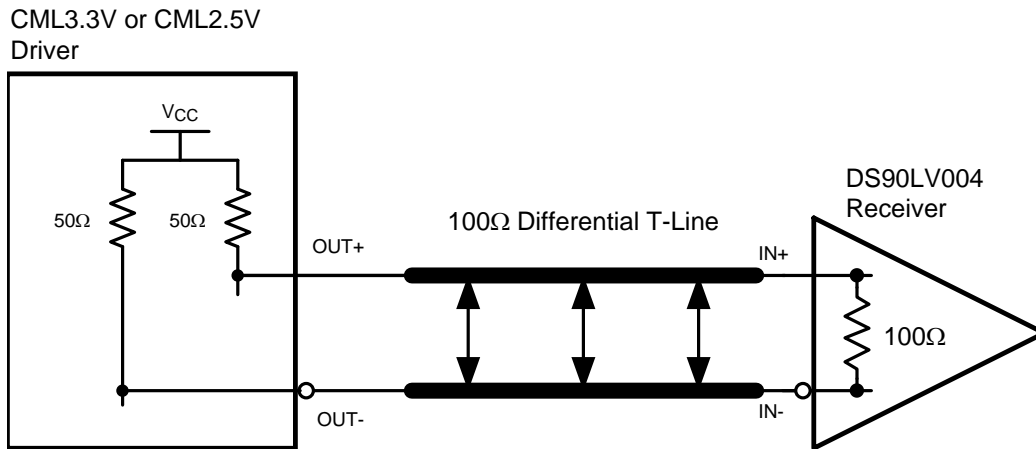 CML3.3V or CML2.5V
Driver
VCC
50Ω
50Ω
OUT+
OUT-
100Ω Differential T-Line
IN+
IN-
DS90LV004
Receiver
100Ω